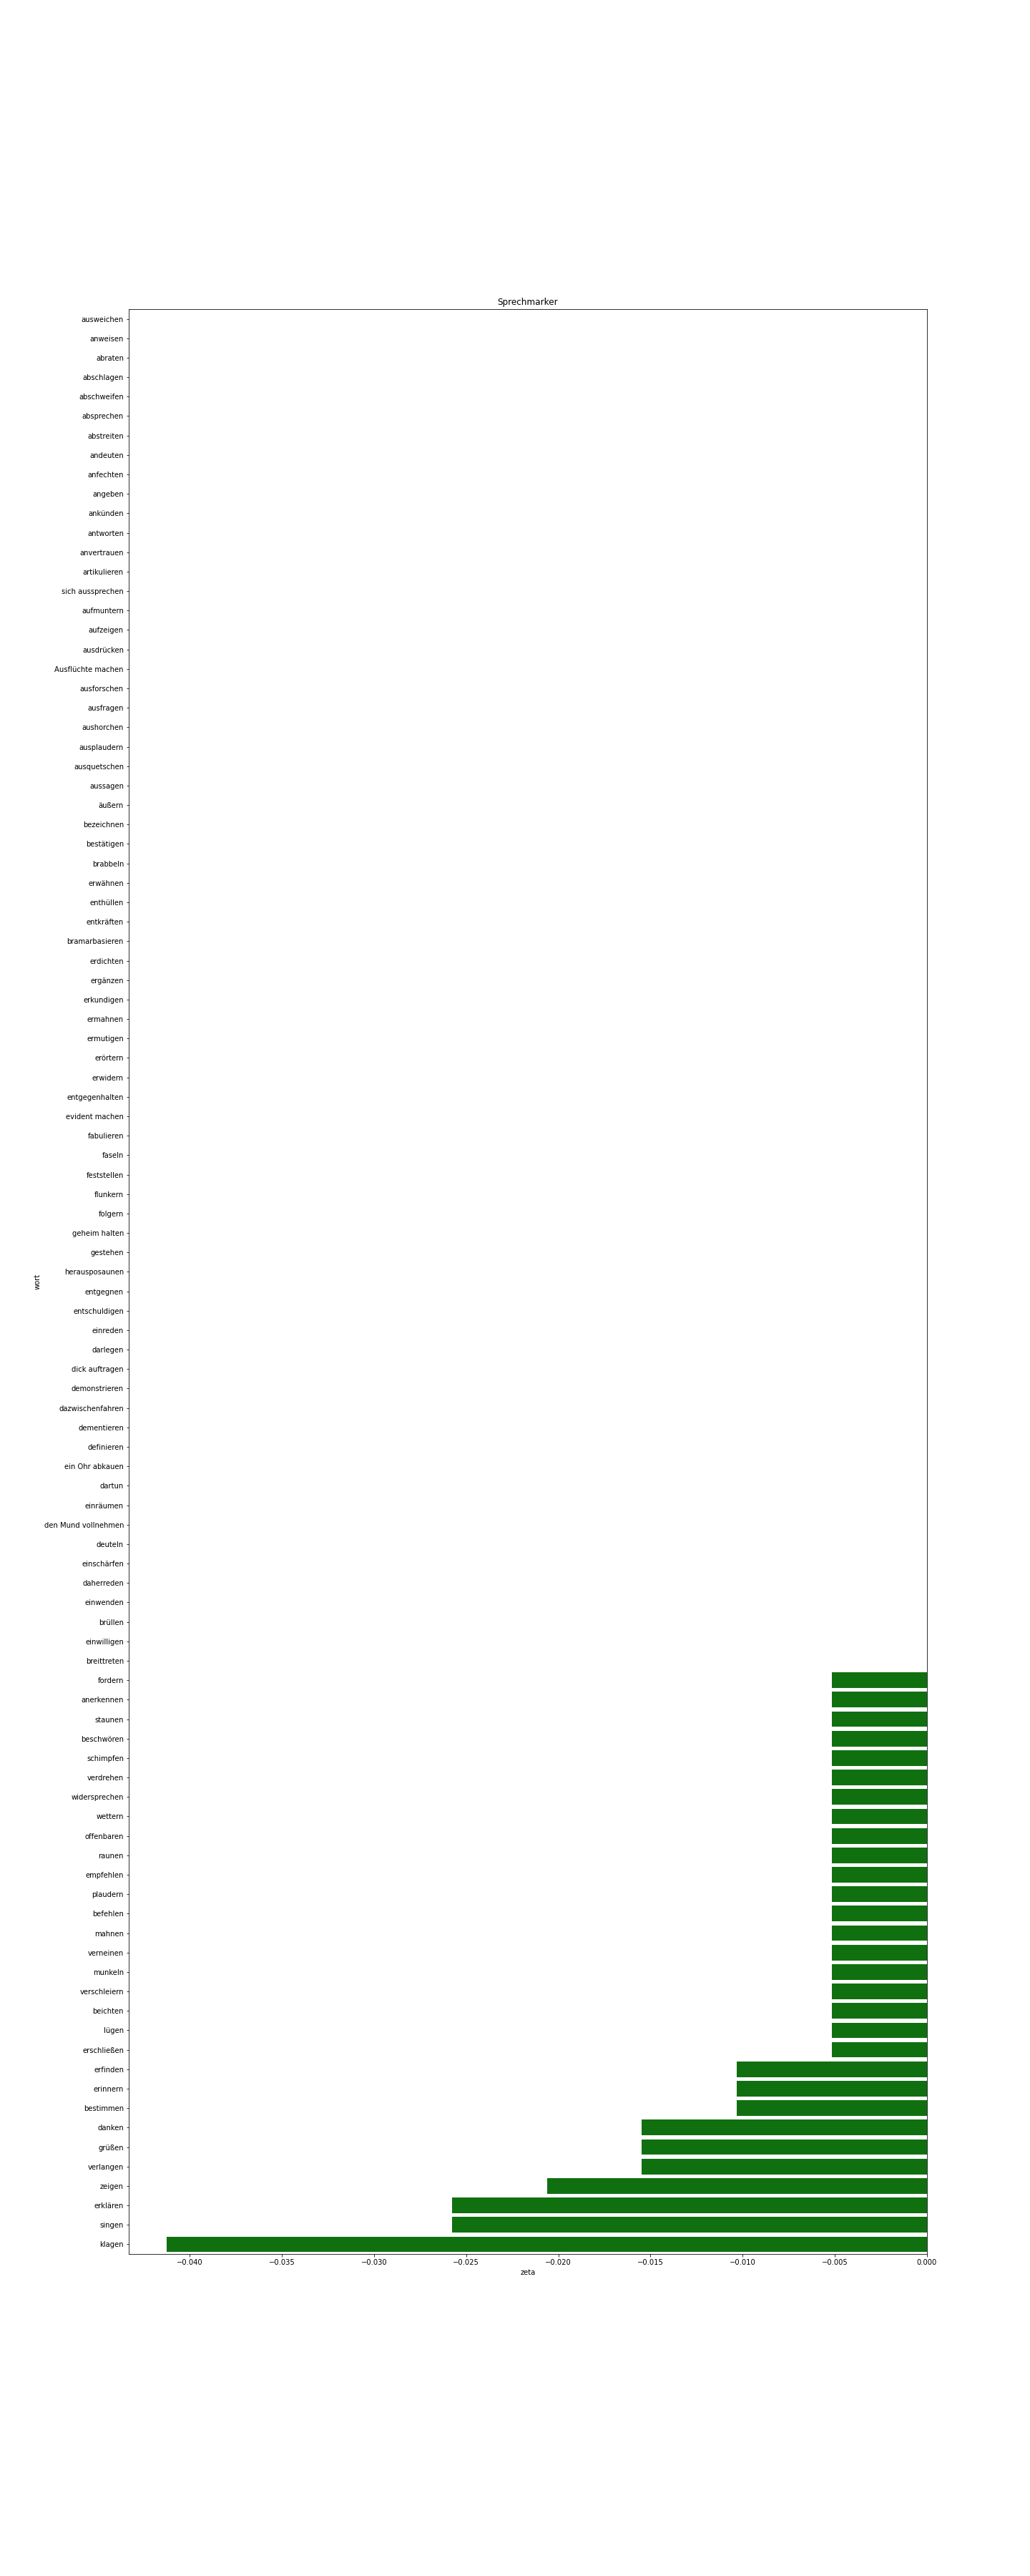 Sprechmarker
wort
ausweichen
anweisen
abraten
abschlagen
abschweifen
absprechen
abstreiten
andeuten
anfechten
angeben
ankünden
antworten
anvertrauen
artikulieren
sich aussprechen
aufmuntern
aufzeigen
ausdrücken
Ausflüchte machen
ausforschen
ausfragen
aushorchen
ausplaudern
ausquetschen
aussagen
äußern
bezeichnen
bestätigen
brabbeln
erwähnen
enthüllen
entkräften
bramarbasieren
erdichten
ergänzen
erkundigen
ermahnen
ermutigen
erörtern
erwidern
entgegenhalten
evident machen
fabulieren
faseln
feststellen
flunkern
folgern
geheim halten
gestehen
herausposaunen
entgegnen
entschuldigen
einreden
darlegen
dick auftragen
demonstrieren
dazwischenfahren
dementieren
definieren
ein Ohr abkauen
dartun
einräumen
den Mund vollnehmen
deuteln
einschärfen
daherreden
einwenden
brüllen
einwilligen
breittreten
fordern
anerkennen
staunen
beschwören
schimpfen
verdrehen
widersprechen
wettern
offenbaren
raunen
empfehlen
plaudern
befehlen
mahnen
verneinen
munkeln
verschleiern
beichten
lügen
erschließen
erfinden
erinnern
bestimmen
danken
grüßen
verlangen
zeigen
erklären
singen
klagen
−0.040 −0.035 −0.030 −0.025 −0.020 −0.015 −0.010 −0.005 0.000
zeta